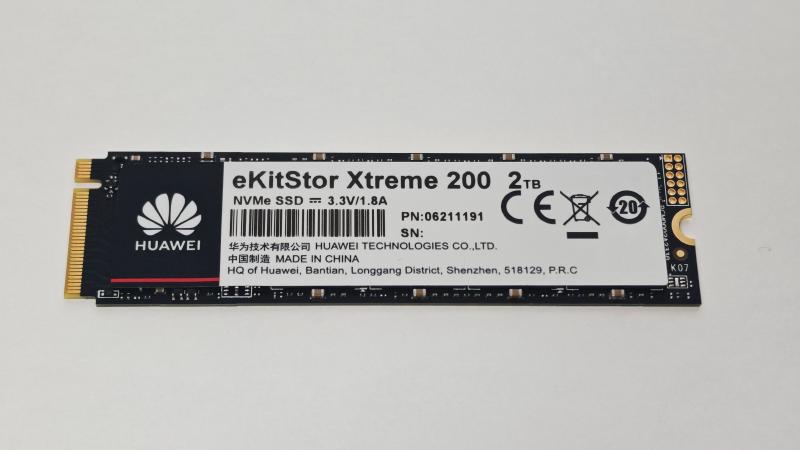 HUAWEI
eKitStor Xtreme 200 2TB
NVMe SSD ⎓ 3.3V/1.8A
PN:06211191
SN:
CE
20
华为技术有限公司 HUAWEI TECHNOLOGIES CO.,LTD.
中国制造 MADE IN CHINA
HQ of Huawei, Bantian, Longgang District, Shenzhen, 518129, P.R.C
K07